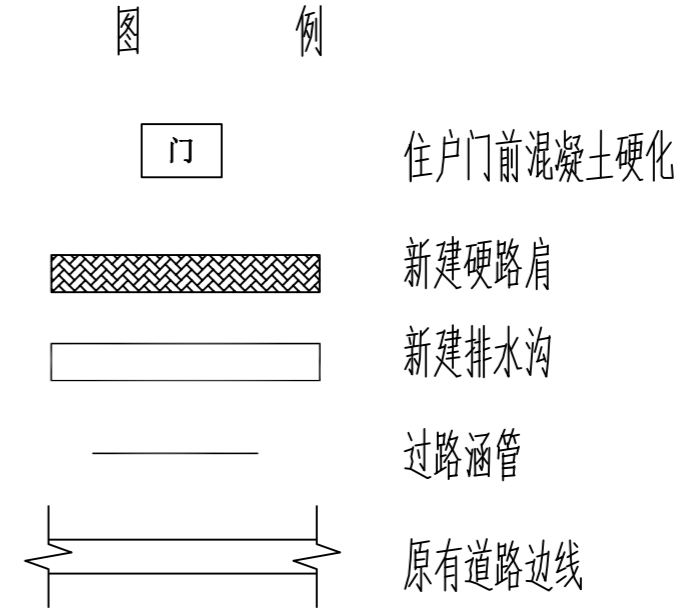 图 例
门 住户门前混凝土硬化
新建硬路肩
新建排水沟
过路涵管
原有道路边线